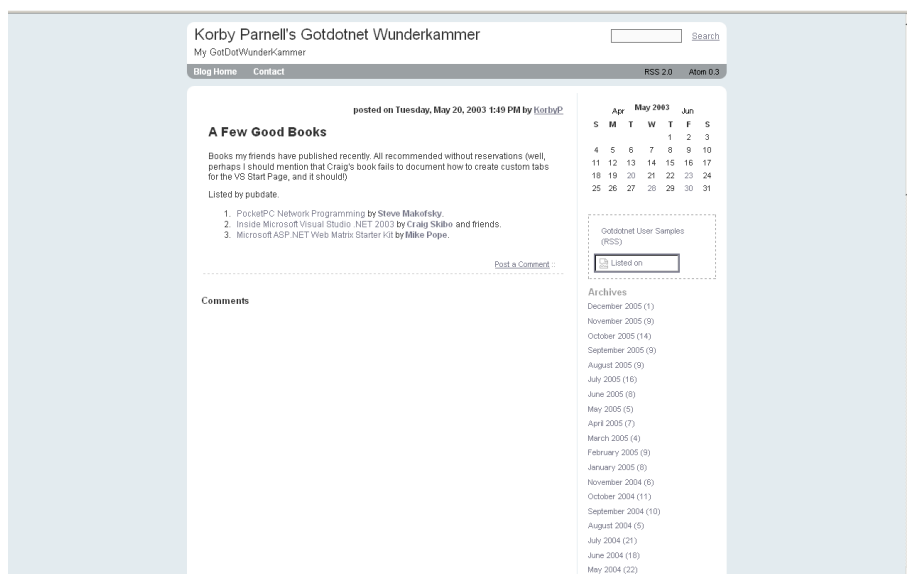 Korby Parnell's Gotdotnet Wunderkammer
My GotDotWunderKammer
Search
Blog Home Contact
RSS 2.0 Atom 0.3
posted on Tuesday, May 20, 2003 1:49 PM by KorbyP
A Few Good Books
Books my friends have published recently. All recommended without reservations (well,
perhaps I should mention that Craig's book fails to document how to create custom tabs
for the VS Start Page, and it should!)
Listed by pubdate.
1. PocketPC Network Programming by Steve Makofsky.
2. Inside Microsoft Visual Studio .NET 2003 by Craig Skibo and friends.
3. Microsoft ASP.NET Web Matrix Starter Kit by Mike Pope.
Post a Comment ::
Comments
Apr May 2003 Jun
S M T W T F S
1 2 3
4 5 6 7 8 9 10
11 12 13 14 15 16 17
18 19 20 21 22 23 24
25 26 27 28 29 30 31
Gotdotnet User Samples
(RSS)
Listed on
Archives
December 2005 (1)
November 2005 (9)
October 2005 (14)
September 2005 (9)
August 2005 (9)
July 2005 (16)
June 2005 (8)
May 2005 (5)
April 2005 (7)
March 2005 (4)
February 2005 (9)
January 2005 (8)
November 2004 (6)
October 2004 (11)
September 2004 (10)
August 2004 (5)
July 2004 (21)
June 2004 (18)
May 2004 (22)